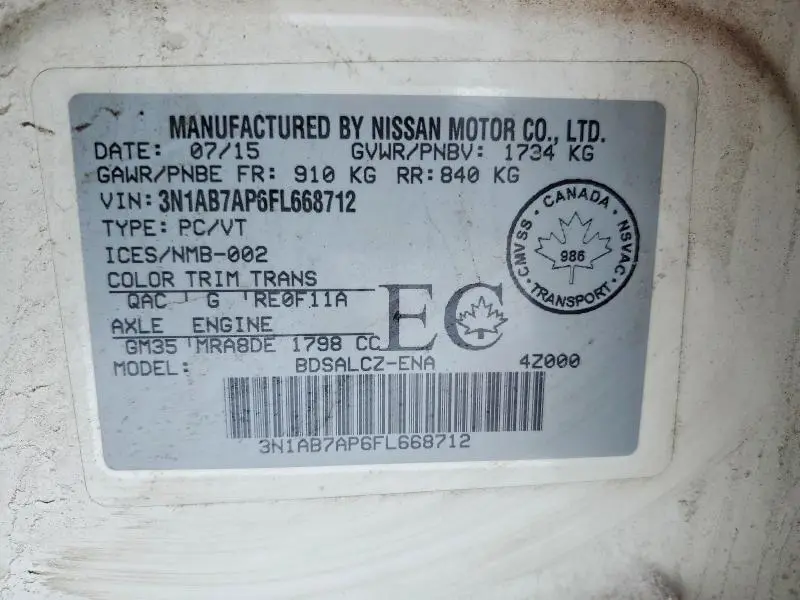 MANUFACTURED BY NISSAN MOTOR CO., LTD.
DATE: 07/15 GVWR/PNBV: 1734 KG
GAWR/PNBE FR: 910 KG RR:840 KG
VIN: 3N1AB7AP6FL668712
TYPE: PC/VT
ICES/NMB-002
COLOR TRIM TRANS
QAC G RE0F11A
AXLE ENGINE
GM35 MRA8DE 1798 CC
MODEL: BDSALCZ-ENA 4Z000
3N1AB7AP6FL668712
EC
CANADA
CMVSS
NSVAC
986
TRANSPORT